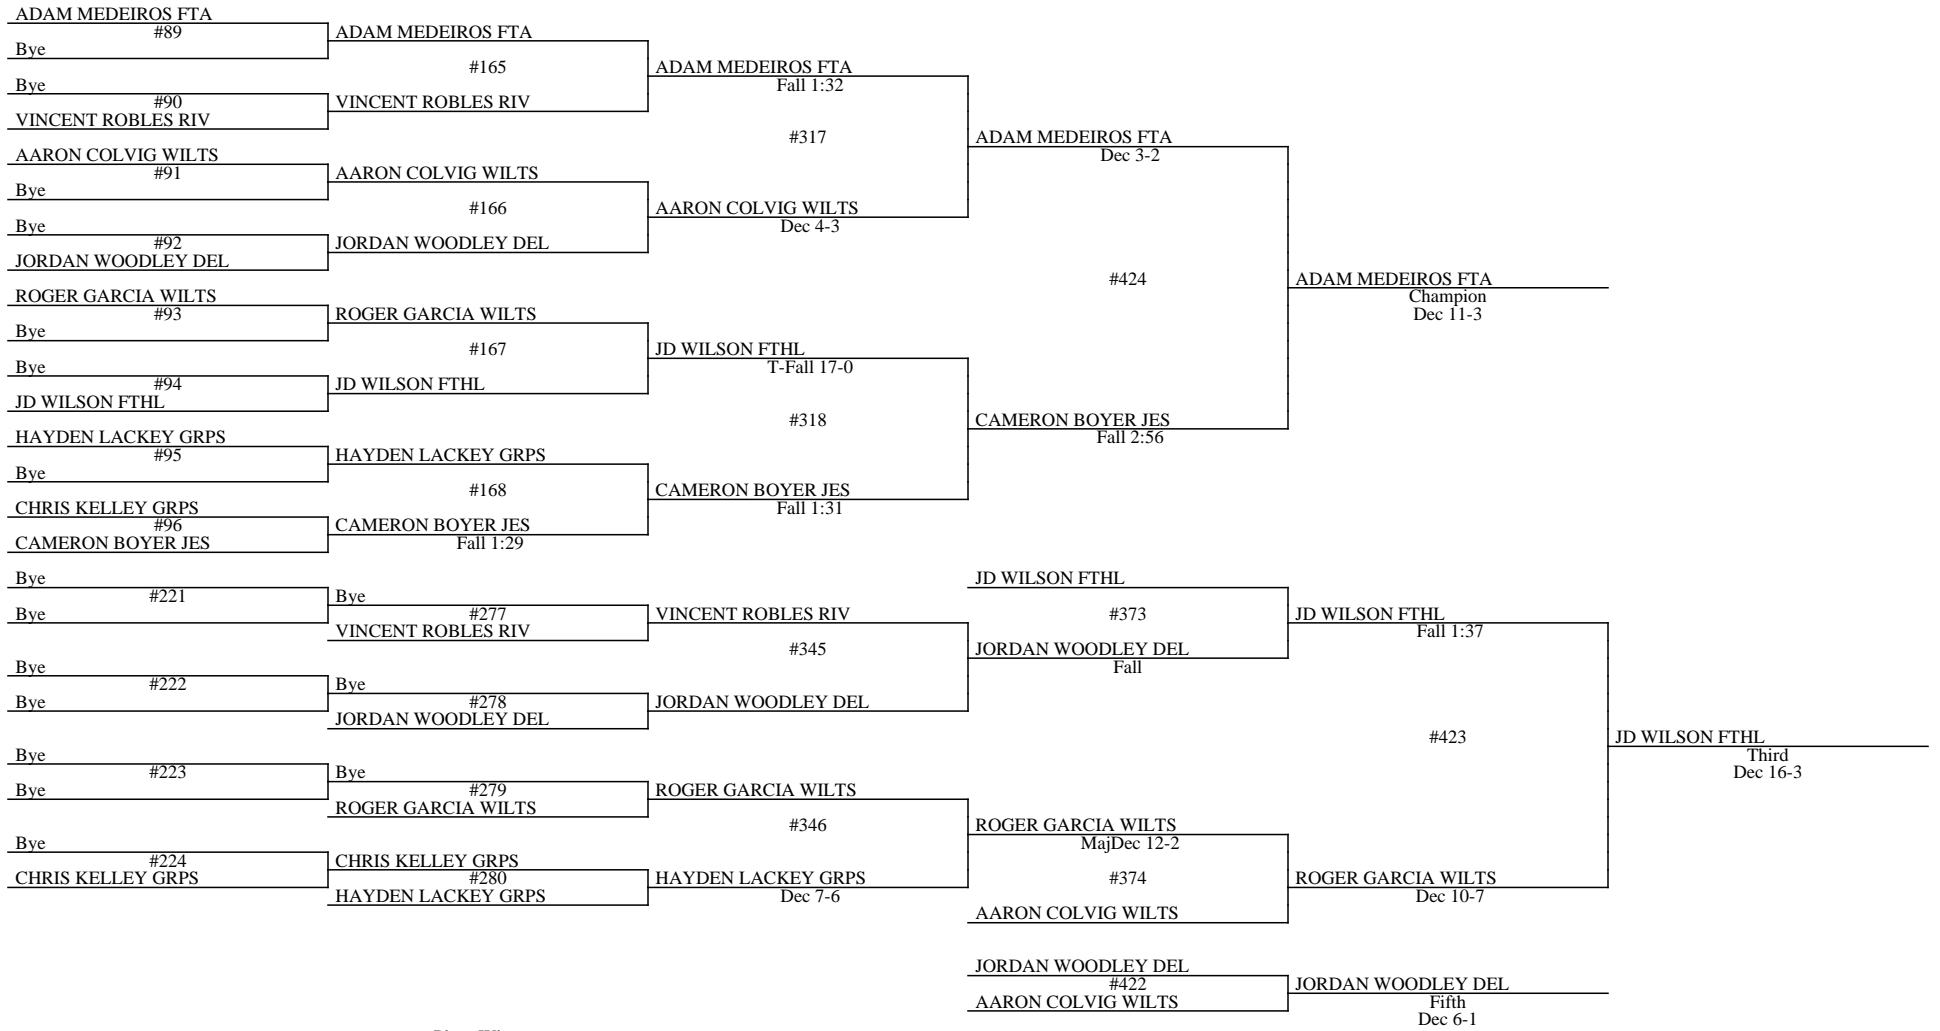 ADAM MEDEIROS FTA
#89
Bye
Bye
#90
VINCENT ROBLES RIV
AARON COLVIG WILTS
#91
Bye
Bye
#92
JORDAN WOODLEY DEL
ROGER GARCIA WILTS
#93
Bye
Bye
#94
JD WILSON FTHL
HAYDEN LACKEY GRPS
#95
Bye
CHRIS KELLEY GRPS
#96
CAMERON BOYER JES
ADAM MEDEIROS FTA
#165
VINCENT ROBLES RIV
AARON COLVIG WILTS
#166
JORDAN WOODLEY DEL
ROGER GARCIA WILTS
#167
JD WILSON FTHL
HAYDEN LACKEY GRPS
#168
CAMERON BOYER JES
Fall 1:29
ADAM MEDEIROS FTA
Fall 1:32
#317
AARON COLVIG WILTS
Dec 4-3
JD WILSON FTHL
T-Fall 17-0
#318
CAMERON BOYER JES
Fall 1:31
ADAM MEDEIROS FTA
Dec 3-2
#424
CAMERON BOYER JES
Fall 2:56
ADAM MEDEIROS FTA
Champion
Dec 11-3
Bye
#221
Bye
Bye
#222
Bye
Bye
#223
Bye
Bye
#224
CHRIS KELLEY GRPS
Bye
#277
VINCENT ROBLES RIV
Bye
#278
JORDAN WOODLEY DEL
Bye
#279
ROGER GARCIA WILTS
CHRIS KELLEY GRPS
#280
HAYDEN LACKEY GRPS
VINCENT ROBLES RIV
#345
JORDAN WOODLEY DEL
ROGER GARCIA WILTS
#346
HAYDEN LACKEY GRPS
Dec 7-6
JD WILSON FTHL
#373
JORDAN WOODLEY DEL
Fall
ROGER GARCIA WILTS
MajDec 12-2
#374
AARON COLVIG WILTS
JD WILSON FTHL
Fall 1:37
#423
ROGER GARCIA WILTS
Dec 10-7
JD WILSON FTHL
Third
Dec 16-3
JORDAN WOODLEY DEL
#422
AARON COLVIG WILTS
JORDAN WOODLEY DEL
Fifth
Dec 6-1